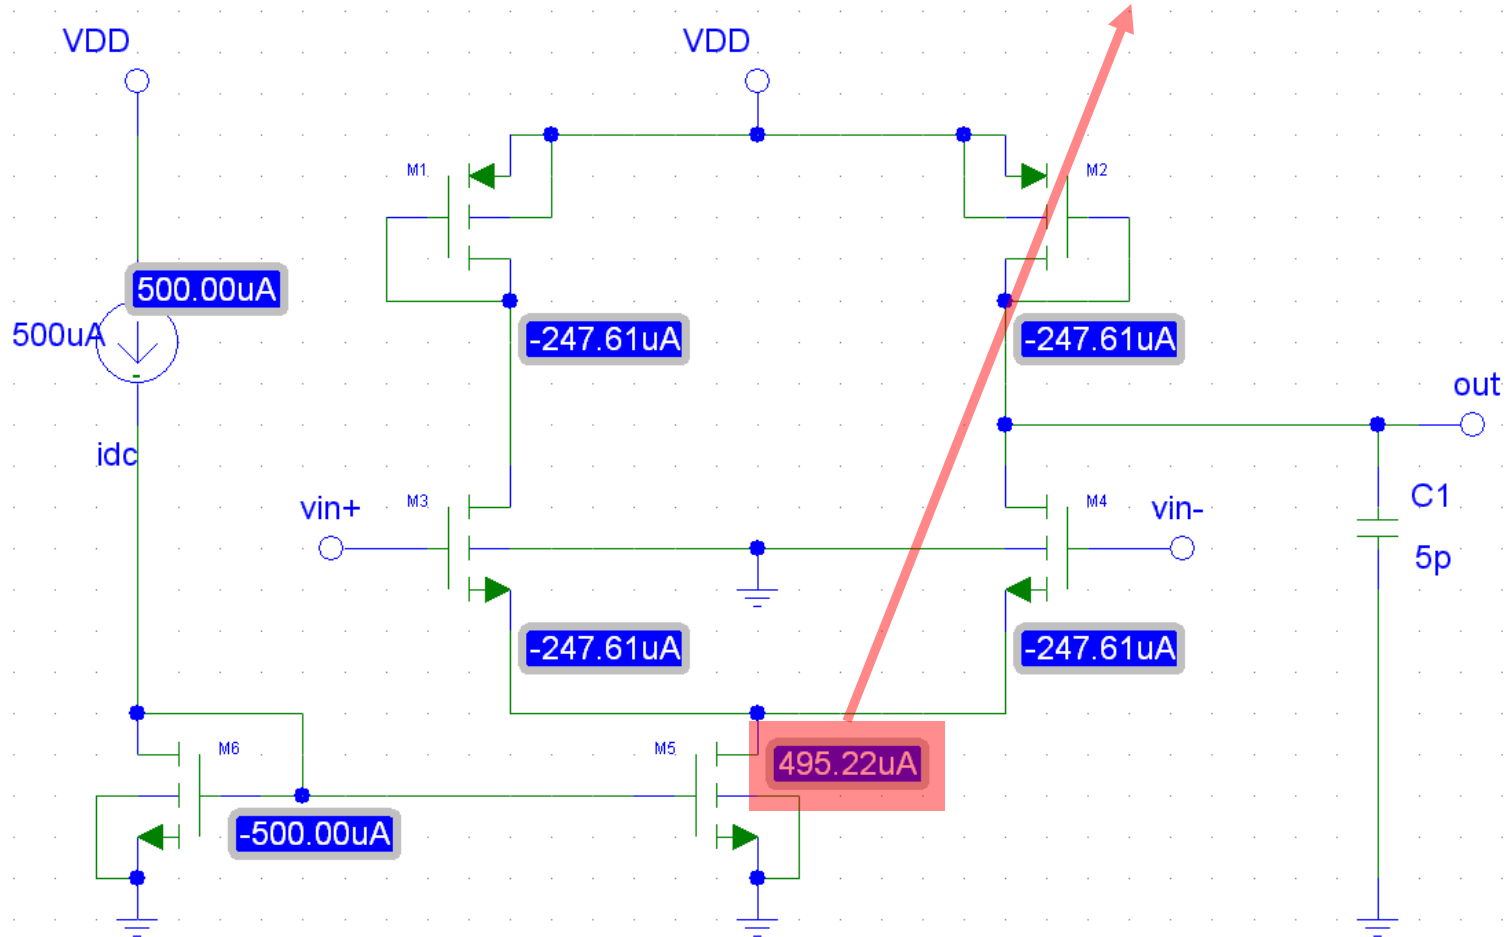 VDD
VDD
M1
M2
500.00uA
500uA
-247.61uA
-247.61uA
out
idc
vin+
M3
M4
vin-
C1
5p
-247.61uA
-247.61uA
M6
M5
495.22uA
-500.00uA